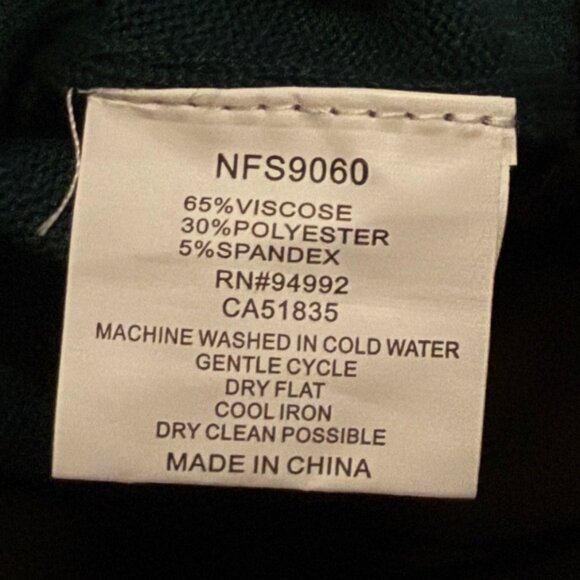 NFS9060
65%VISCOSE
30%POLYESTER
5%SPANDEX
RN#94992
CA51835
MACHINE WASHED IN COLD WATER
GENTLE CYCLE
DRY FLAT
COOL IRON
DRY CLEAN POSSIBLE
MADE IN CHINA